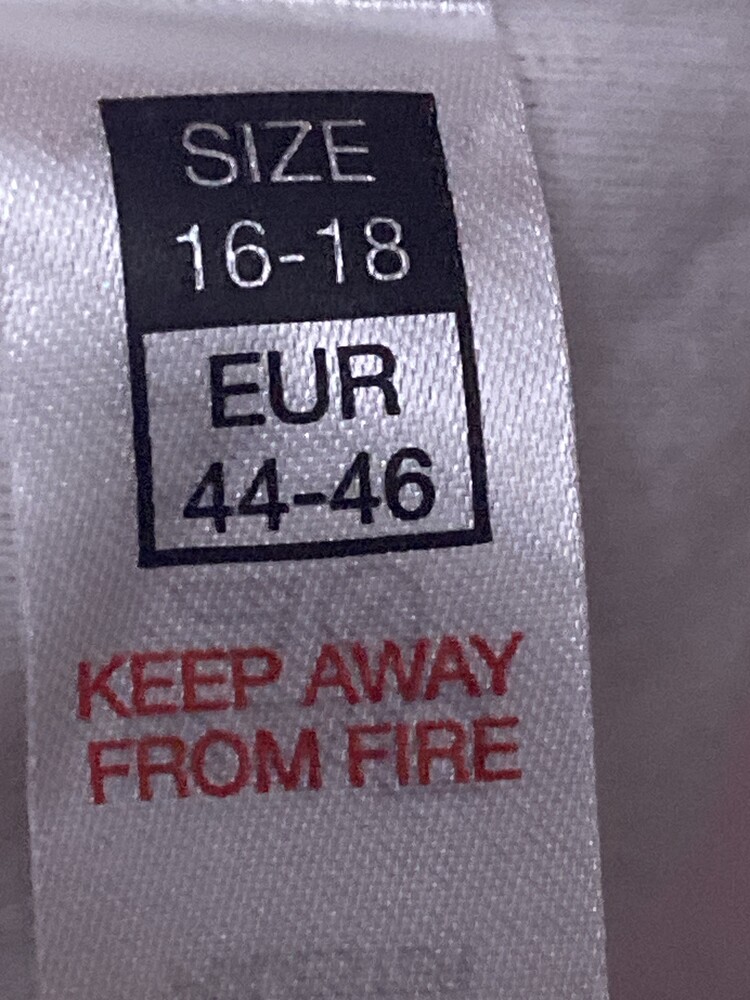 SIZE
16-18
EUR
44-46
KEEP AWAY
FROM FIRE